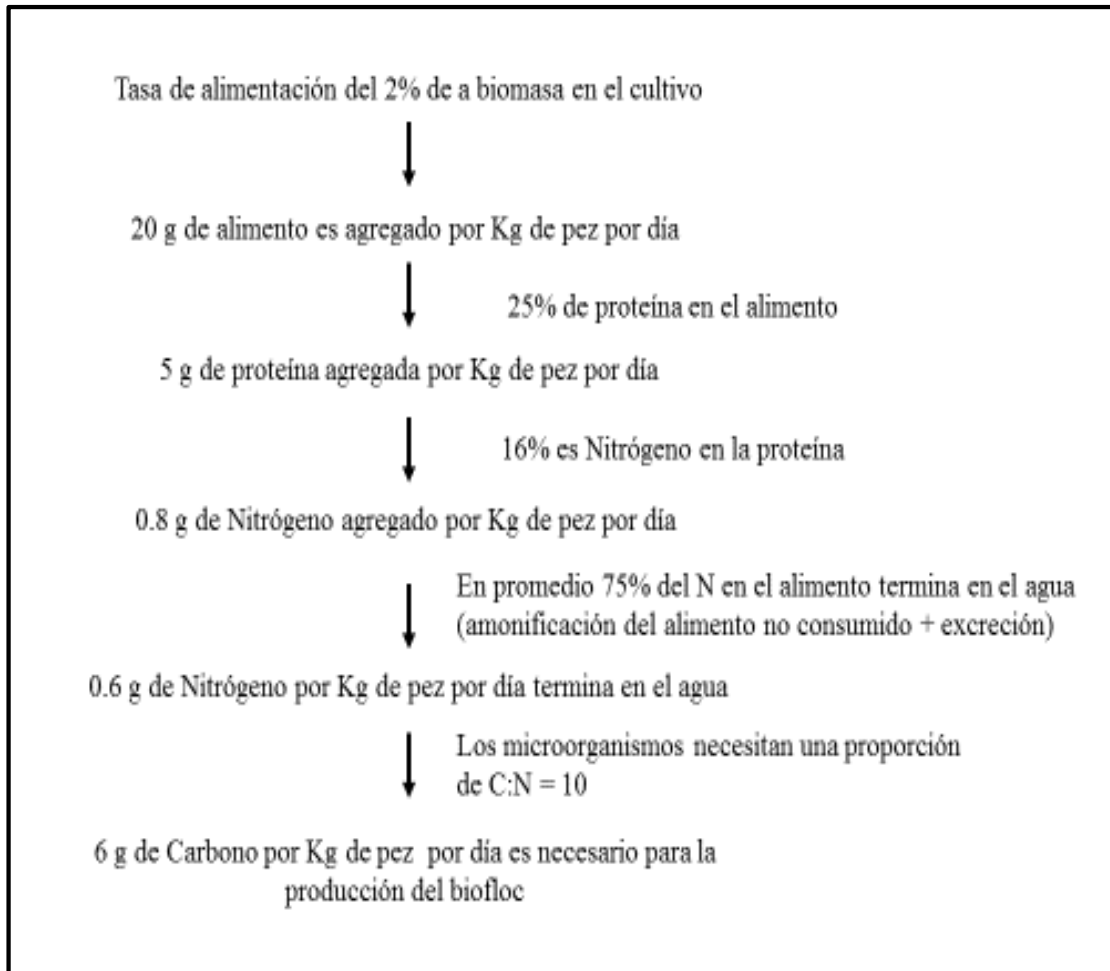 Tasa de alimentación del 2% de a biomasa en el cultivo
20 g de alimento es agregado por Kg de pez por día
25% de proteína en el alimento
5 g de proteína agregada por Kg de pez por día
16% es Nitrógeno en la proteína
0.8 g de Nitrógeno agregado por Kg de pez por día
En promedio 75% del N en el alimento termina en el agua
(amonificación del alimento no consumido + excreción)
0.6 g de Nitrógeno por Kg de pez por día termina en el agua
Los microorganismos necesitan una proporción
de C:N = 10
6 g de Carbono por Kg de pez por día es necesario para la
producción del biofloc